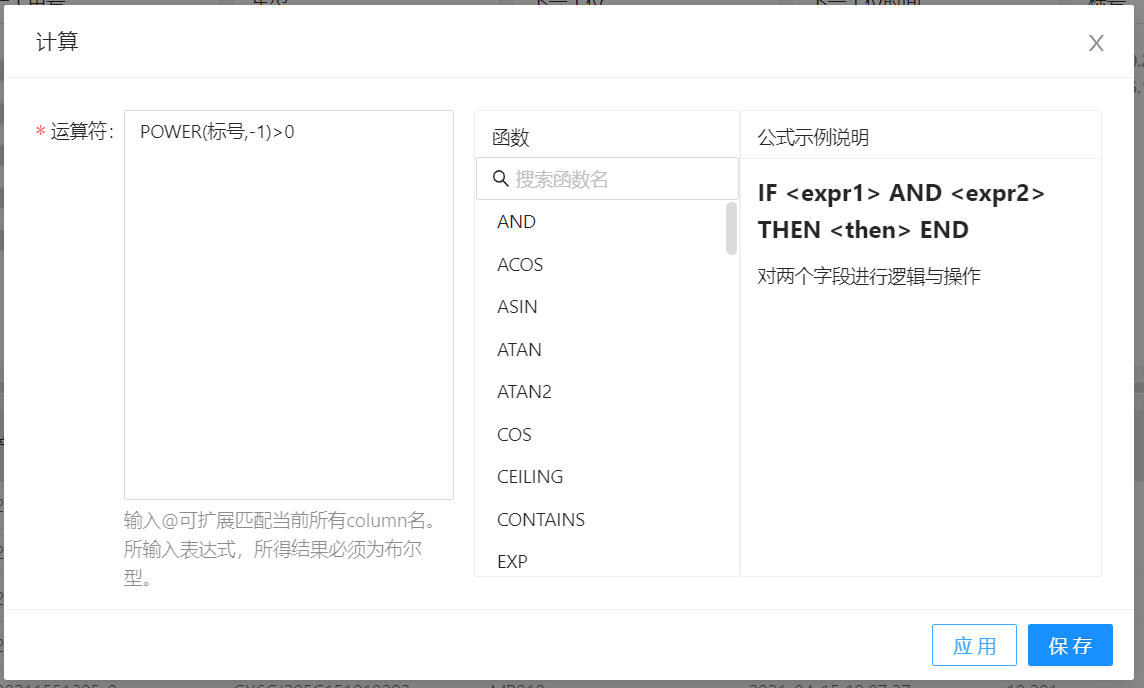 计算
X
* 运算符:
POWER(标号,-1)>0
输入@可扩展匹配当前所有column名。
所输入表达式，所得结果必须为布尔
型。
函数
搜索函数名
AND
ACOS
ASIN
ATAN
ATAN2
COS
CEILING
CONTAINS
EXP
公式示例说明
IF <expr1> AND <expr2>
THEN <then> END
对两个字段进行逻辑与操作
应 用
保 存